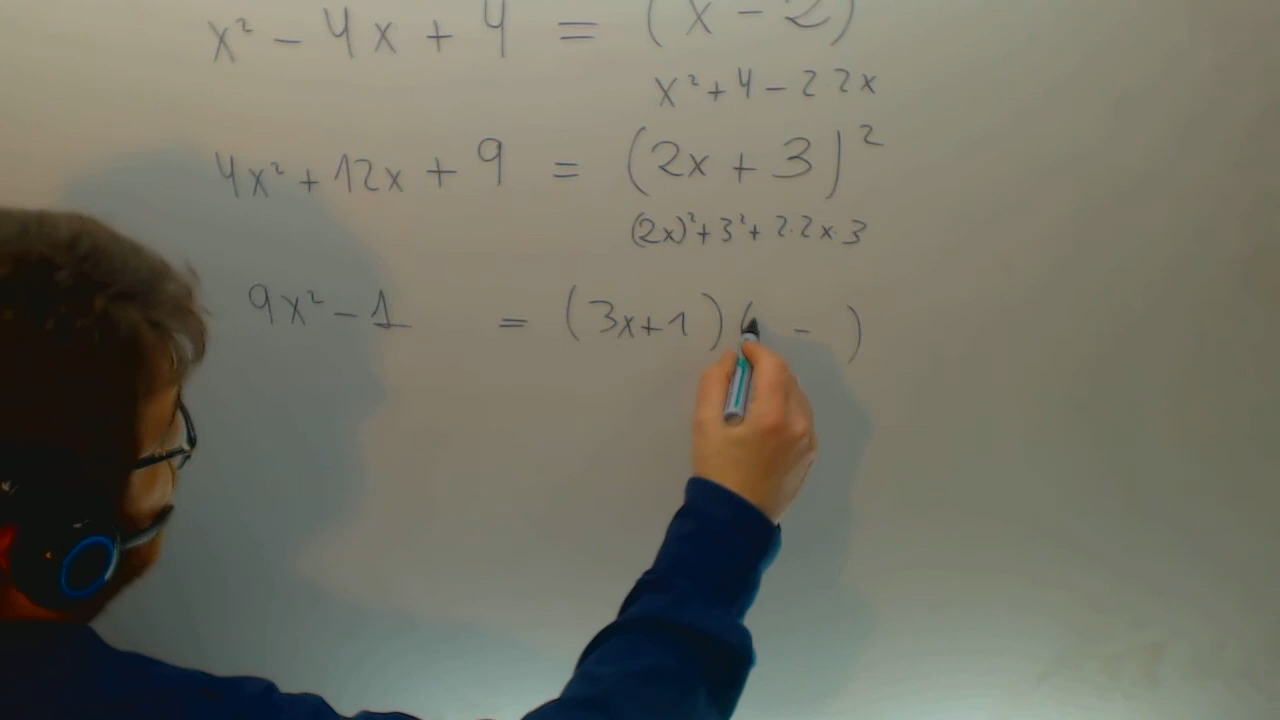 x² - 4x + 4 = (x - 2)
x² + 4 - 2 2x
4x² + 12x + 9 = (2x + 3)²
(2x)² + 3² + 2·2x·3
9x² - 1 = (3x+1)( - )